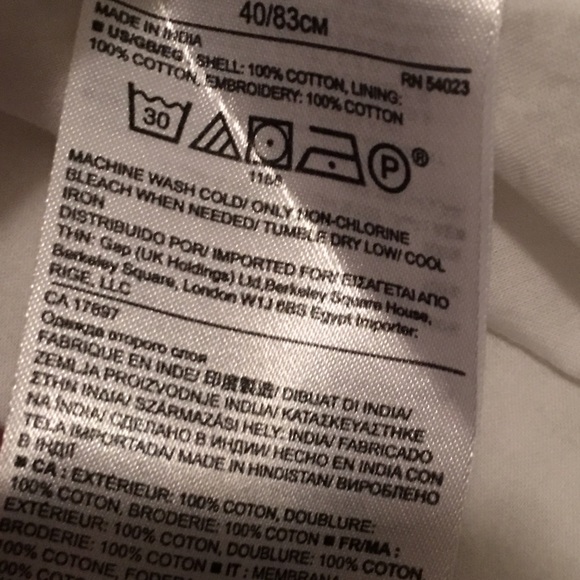 40/83CM
MADE IN INDIA
RN 54023
■ US/GB/EG SHELL: 100% COTTON, LINING:
100% COTTON, EMBROIDERY: 100% COTTON
30
P ®
MACHINE WASH COLD/ ONLY NON-CHLORINE
BLEACH WHEN NEEDED/ TUMBLE DRY LOW/ COOL
IRON
DISTRIBUIDO POR/ IMPORTED FOR/ ΕΙΣΑΓΕΤΑΙ ΑΠΟ
ΤΗΝ: Gap (UK Holdings) Ltd,Berkeley Square House,
Berkeley Square, London W1J 6BS Egypt Importer:
RIGE, LLC
CA 17697
Одежда второго слоя
FABRIQUE EN INDE/ 印度製造/ DIBUAT DI INDIA/
ZEMLJA PROIZVODNJE INDIJA/ ΚΑΤΑΣΚΕΥΑΣΤΗΚΕ
ΣΤΗΝ ΙΝΔΙΑ/ SZÁRMAZÁSI HELY: INDIA/ FABRICADO
NA ÍNDIA/ СДЕЛАНО В ИНДИИ/ HECHO EN INDIA CON
TELA IMPORTADA/ MADE IN HINDISTAN/ ВИРОБЛЕНО
В ІНДІЇ
■ CA : EXTÉRIEUR: 100% COTON, DOUBLURE:
100% COTON, BRODERIE: 100% COTON ■ FR/MA :
EXTÉRIEUR: 100% COTON, DOUBLURE: 100% COTON,
BRODERIE: 100% COTON ■ IT : MEMBRANA
100% COTONE, FODERA